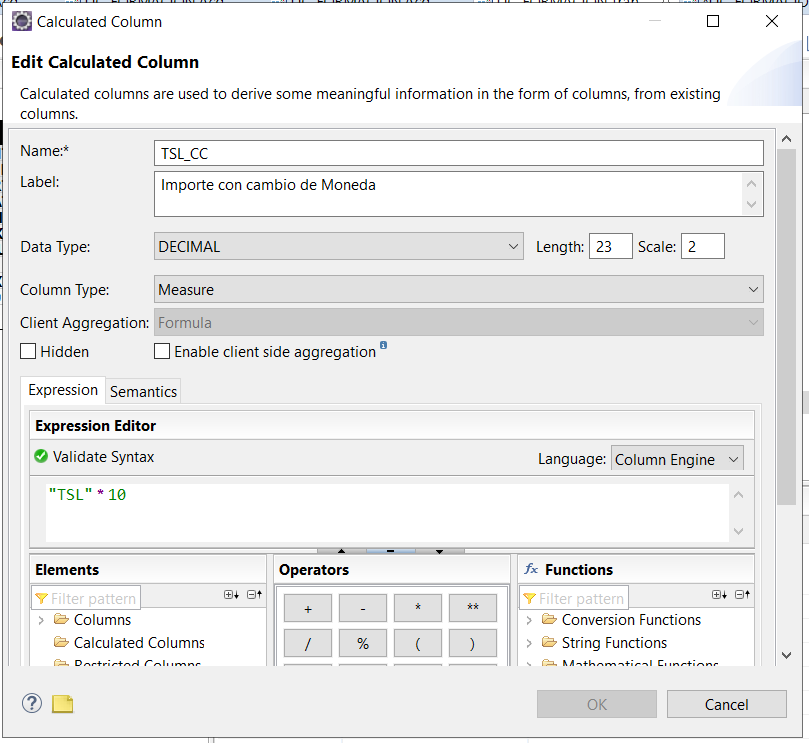 Calculated Column
Edit Calculated Column
Calculated columns are used to derive some meaningful information in the form of columns, from existing
columns.
Name:* TSL_CC
Label: Importe con cambio de Moneda
Data Type: DECIMAL Length: 23 Scale: 2
Column Type: Measure
Client Aggregation: Formula
Hidden Enable client side aggregation
Expression Semantics
Expression Editor
Validate Syntax Language: Column Engine
"TSL" * 10
Elements Operators fx Functions
Filter pattern + - * ** Filter pattern
Columns Conversion Functions
Calculated Columns / % ( ) String Functions
Restricted Columns Mathematical Functions
? OK Cancel